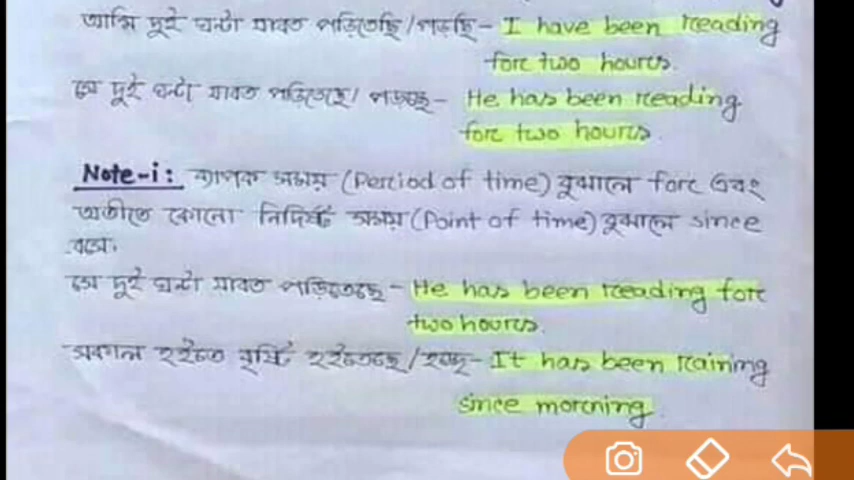 আমি দুই ঘন্টা যাবত পড়িতেছি/পড়ছি- I have been reading
for two hours.
সে দুই ঘন্টা যাবত পড়িতেছে/ পড়ছে- He has been reading
for two hours.
Note-i: ব্যাপক সময় (Period of time) বুঝালে for এবং
অতীতে কোনো নির্দিষ্ট সময় (Point of time) বুঝালে since
বসে।
সে দুই ঘন্টা যাবত পড়িতেছে- He has been reading for
two hours.
সকাল হইতে বৃষ্টি হইতেছে/হচ্ছে- It has been raining
since morning.